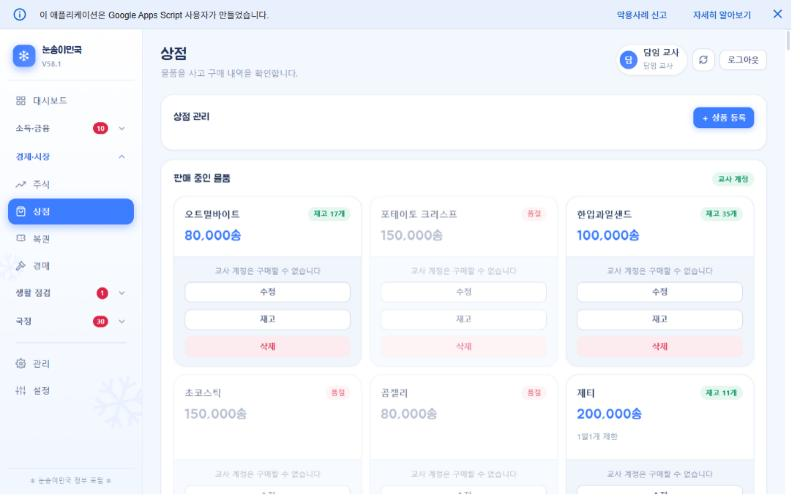 이 애플리케이션은 Google Apps Script 사용자가 만들었습니다.
악용사례 신고
자세히 알아보기
눈송이민국
V58.1
대시보드
소득·금융
10
경제·시장
주식
상점
복권
경매
생활 점검
1
국정
30
관리
설정
눈송이민국 정부 포털
상점
물품을 사고 구매 내역을 확인합니다.
담
담임 교사
담임 교사
로그아웃
상점 관리
+ 상품 등록
판매 중인 물품
교사 계정
오트밀바이트
재고 17개
80,000송
교사 계정은 구매할 수 없습니다
수정
재고
삭제
포테이토 크리스프
품절
150,000송
교사 계정은 구매할 수 없습니다
수정
재고
삭제
한입과일샌드
재고 35개
100,000송
교사 계정은 구매할 수 없습니다
수정
재고
삭제
초코스틱
품절
150,000송
교사 계정은 구매할 수 없습니다
곰젤리
품절
80,000송
교사 계정은 구매할 수 없습니다
제티
재고 11개
200,000송
1일1개 제한
교사 계정은 구매할 수 없습니다